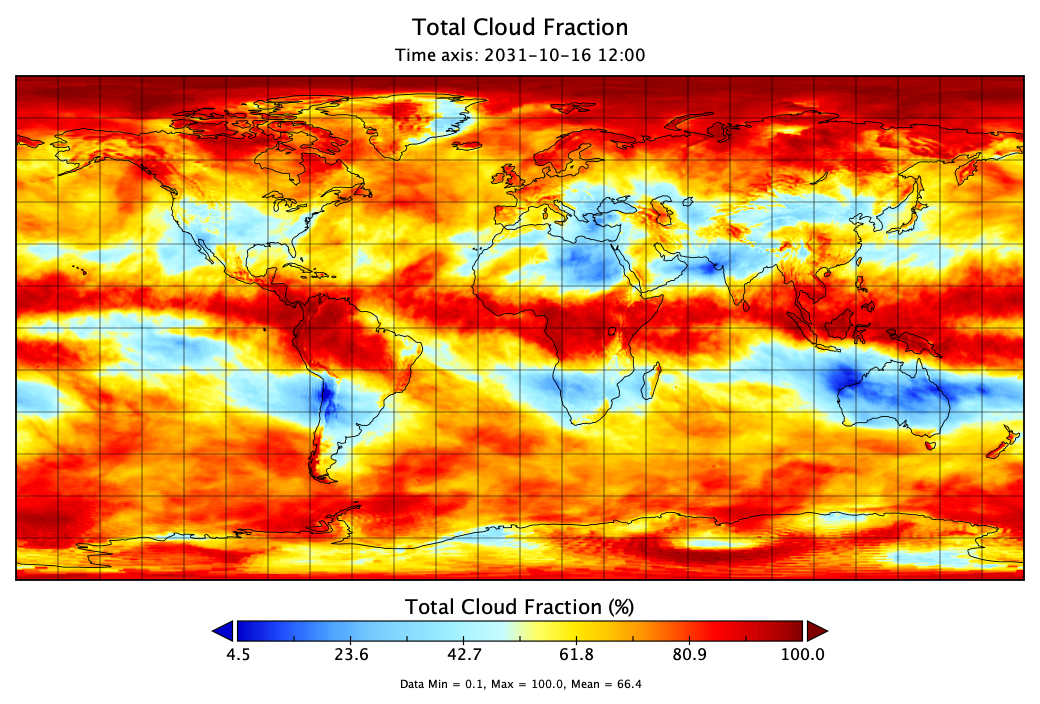 Total Cloud Fraction
Time axis: 2031-10-16 12:00
Total Cloud Fraction (%)
4.5 23.6 42.7 61.8 80.9 100.0
Data Min = 0.1, Max = 100.0, Mean = 66.4